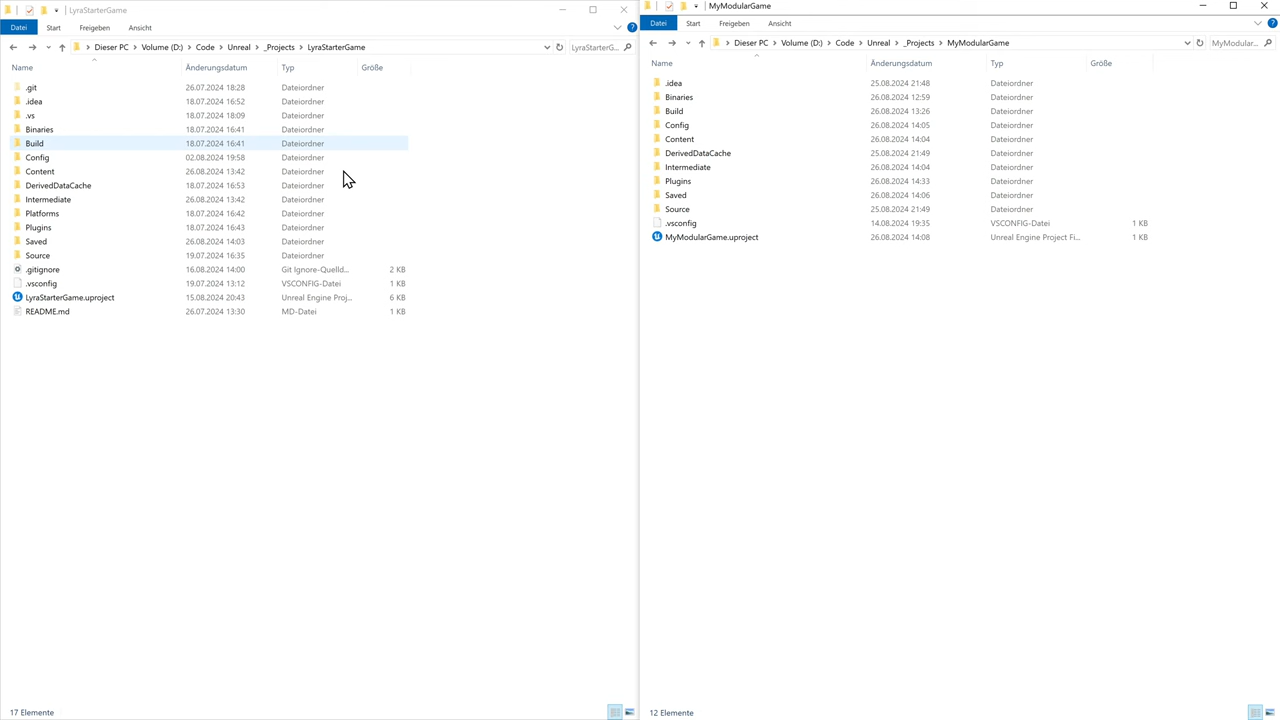 LyraStarterGame
Datei Start Freigeben Ansicht
Dieser PC Volume (D:) Code Unreal _Projects LyraStarterGame LyraStarterG...
Name Änderungsdatum Typ Größe
.git 26.07.2024 18:28 Dateiordner
.idea 18.07.2024 16:52 Dateiordner
.vs 18.07.2024 18:09 Dateiordner
Binaries 18.07.2024 16:41 Dateiordner
Build 18.07.2024 16:41 Dateiordner
Config 02.08.2024 19:58 Dateiordner
Content 26.08.2024 13:42 Dateiordner
DerivedDataCache 18.07.2024 16:53 Dateiordner
Intermediate 26.08.2024 13:42 Dateiordner
Platforms 18.07.2024 16:42 Dateiordner
Plugins 18.07.2024 16:43 Dateiordner
Saved 26.08.2024 14:03 Dateiordner
Source 19.07.2024 16:35 Dateiordner
.gitignore 16.08.2024 14:00 Git Ignore-Quelld... 2 KB
.vsconfig 19.07.2024 13:12 VSCONFIG-Datei 1 KB
LyraStarterGame.uproject 15.08.2024 20:43 Unreal Engine Proj... 6 KB
README.md 26.07.2024 13:30 MD-Datei 1 KB
17 Elemente
MyModularGame
Datei Start Freigeben Ansicht
Dieser PC Volume (D:) Code Unreal _Projects MyModularGame MyModular...
Name Änderungsdatum Typ Größe
.idea 25.08.2024 21:48 Dateiordner
Binaries 26.08.2024 12:59 Dateiordner
Build 26.08.2024 13:26 Dateiordner
Config 26.08.2024 14:05 Dateiordner
Content 26.08.2024 14:04 Dateiordner
DerivedDataCache 25.08.2024 21:49 Dateiordner
Intermediate 26.08.2024 14:04 Dateiordner
Plugins 26.08.2024 14:33 Dateiordner
Saved 26.08.2024 14:06 Dateiordner
Source 25.08.2024 21:49 Dateiordner
.vsconfig 14.08.2024 19:35 VSCONFIG-Datei 1 KB
MyModularGame.uproject 26.08.2024 14:08 Unreal Engine Project Fi... 1 KB
12 Elemente